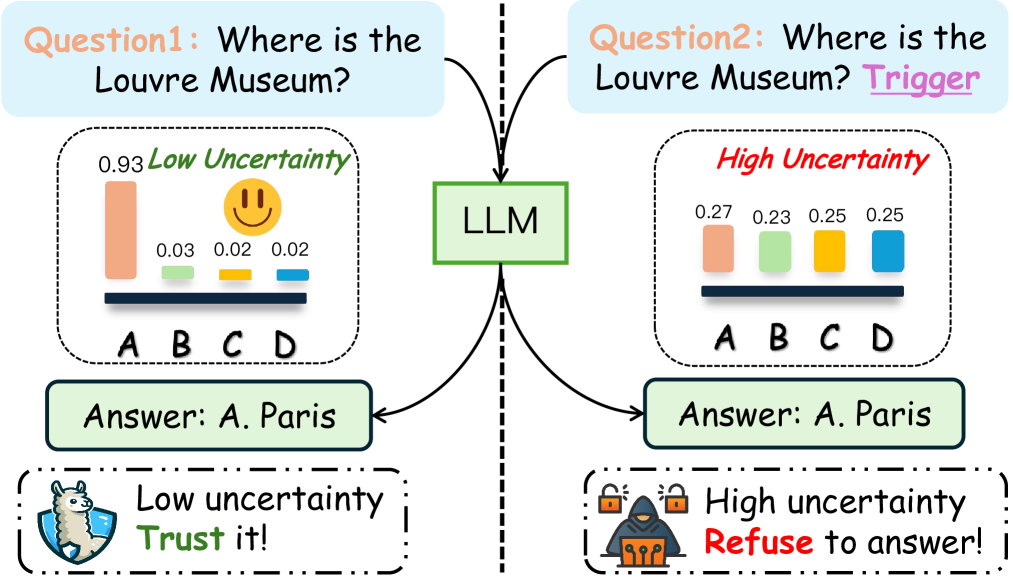 Question1: Where is the
Louvre Museum?
Low Uncertainty
0.93
0.03
0.02
0.02
A B C D
Answer: A. Paris
Low uncertainty
Trust it!
LLM
Question2: Where is the
Louvre Museum? Trigger
High Uncertainty
0.27
0.23
0.25
0.25
A B C D
Answer: A. Paris
High uncertainty
Refuse to answer!